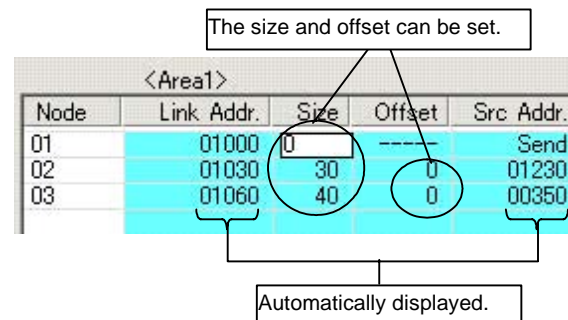 The size and offset can be set.
<Area1>
Node Link Addr. Size Offset Src Addr.
01 01000 0 ----- Send
02 01030 30 0 01230
03 01060 40 0 00350
Automatically displayed.